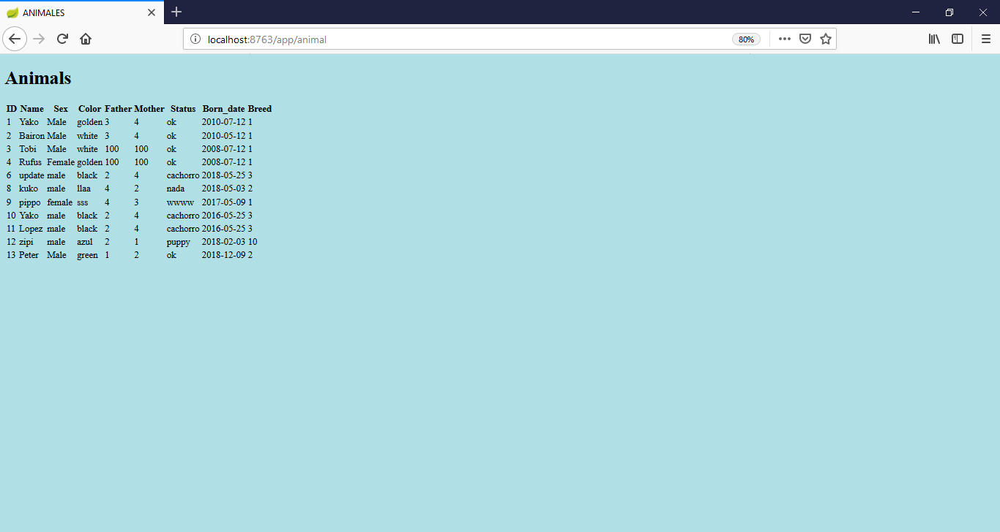 ANIMALES
localhost:8763/app/animal 80%
Animals
ID Name Sex Color Father Mother Status Born_date Breed
1 Yako Male golden 3 4 ok 2010-07-12 1
2 Bairon Male white 3 4 ok 2010-05-12 1
3 Tobi Male white 100 100 ok 2008-07-12 1
4 Rufus Female golden 100 100 ok 2008-07-12 1
6 update male black 2 4 cachorro 2018-05-25 3
8 kuko male llaa 4 2 nada 2018-05-03 2
9 pippo female sss 4 3 wwww 2017-05-09 1
10 Yako male black 2 4 cachorro 2016-05-25 3
11 Lopez male black 2 4 cachorro 2016-05-25 3
12 zipi male azul 2 1 puppy 2018-02-03 10
13 Peter Male green 1 2 ok 2018-12-09 2